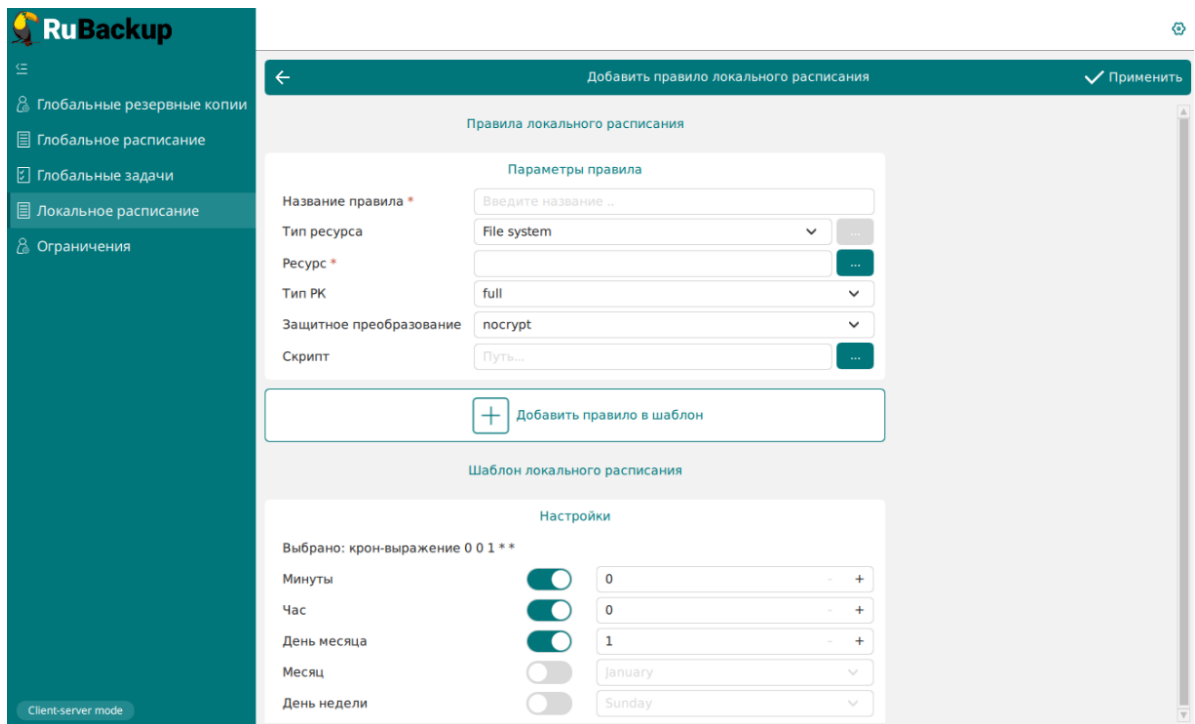 RuBackup
Глобальные резервные копии
Глобальное расписание
Глобальные задачи
Локальное расписание
Ограничения
Client-server mode
Добавить правило локального расписания
Применить
Правила локального расписания
Параметры правила
Название правила * Введите название ..
Тип ресурса File system ...
Ресурс * ...
Тип РК full
Защитное преобразование nocrypt
Скрипт Путь... ...
Добавить правило в шаблон
Шаблон локального расписания
Настройки
Выбрано: крон-выражение 0 0 1 * *
Минуты 0 - +
Час 0 - +
День месяца 1 - +
Месяц January
День недели Sunday